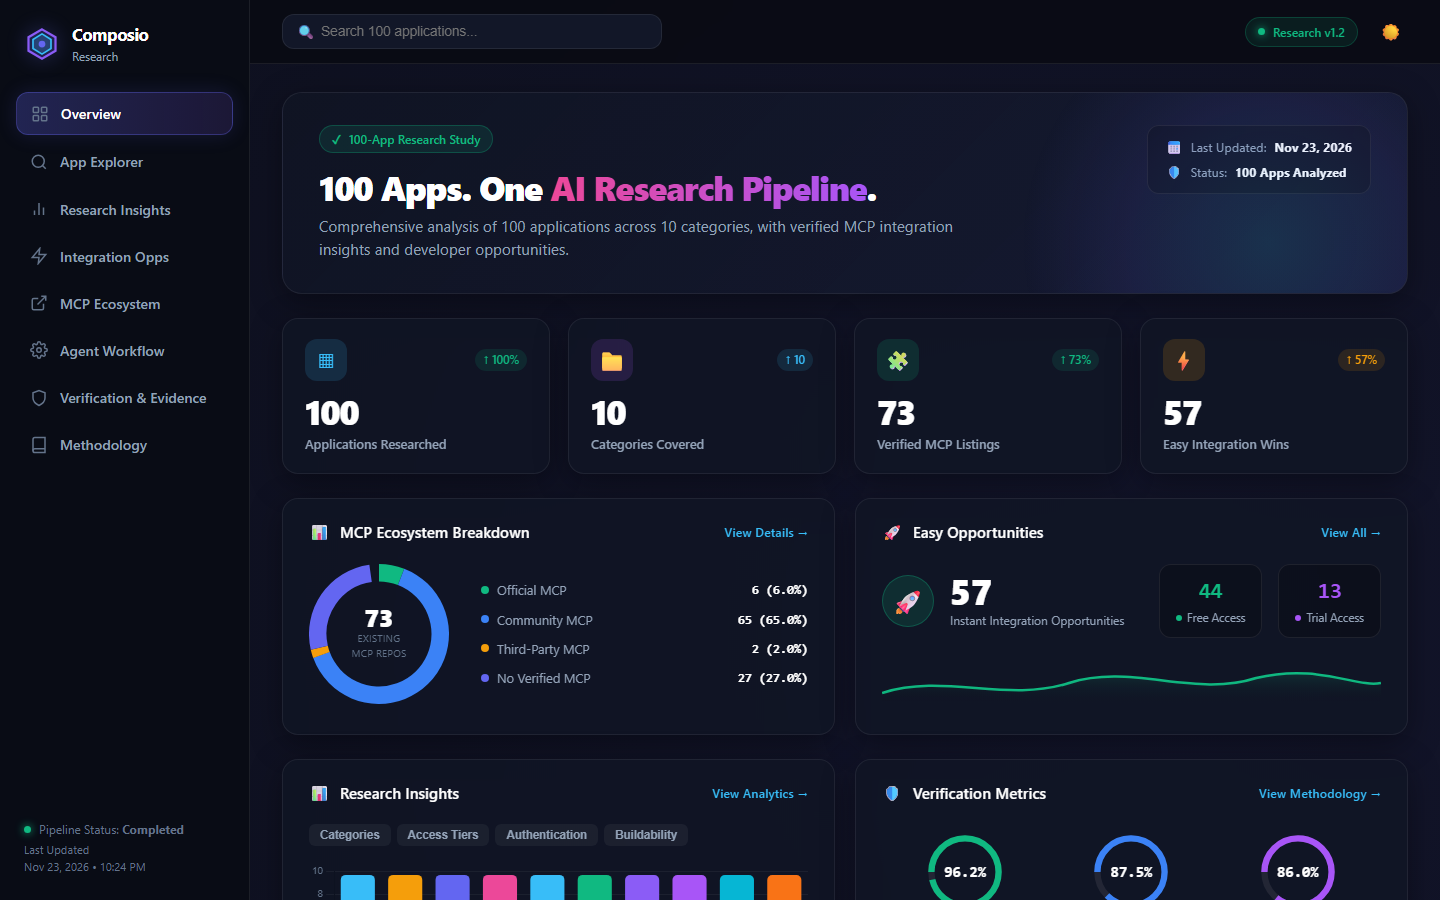 Composio
Research
Overview
App Explorer
Research Insights
Integration Opps
MCP Ecosystem
Agent Workflow
Verification & Evidence
Methodology
Pipeline Status: Completed
Last Updated
Nov 23, 2026 • 10:24 PM
Search 100 applications...
Research v1.2
✓ 100-App Research Study
100 Apps. One AI Research Pipeline.
Comprehensive analysis of 100 applications across 10 categories, with verified MCP integration
insights and developer opportunities.
Last Updated: Nov 23, 2026
Status: 100 Apps Analyzed
↑ 100%
100
Applications Researched
↑ 10
10
Categories Covered
↑ 73%
73
Verified MCP Listings
↑ 57%
57
Easy Integration Wins
MCP Ecosystem Breakdown
View Details →
73
EXISTING
MCP REPOS
Official MCP 6 (6.0%)
Community MCP 65 (65.0%)
Third-Party MCP 2 (2.0%)
No Verified MCP 27 (27.0%)
Easy Opportunities
View All →
57
Instant Integration Opportunities
44
Free Access
13
Trial Access
Research Insights
View Analytics →
Categories
Access Tiers
Authentication
Buildability
10
8
Verification Metrics
View Methodology →
96.2%
87.5%
86.0%